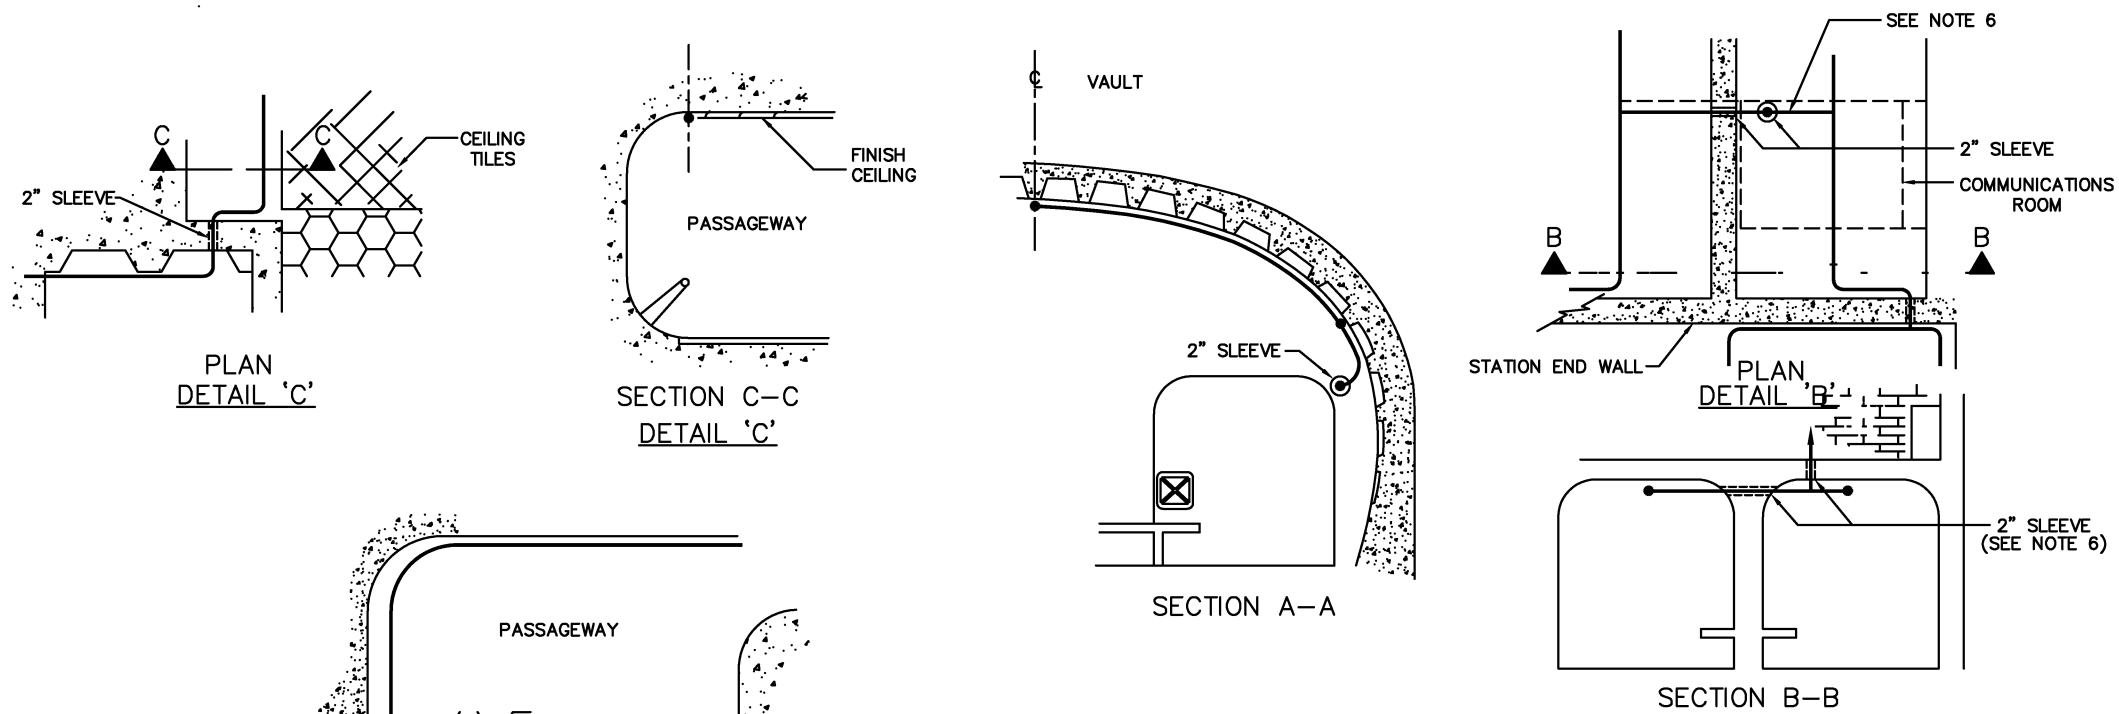 C
C
CEILING
TILES
2" SLEEVE
PLAN
DETAIL 'C'
FINISH
CEILING
PASSAGEWAY
SECTION C-C
DETAIL 'C'
PASSAGEWAY
℄ VAULT
2" SLEEVE
SECTION A-A
SEE NOTE 6
2" SLEEVE
COMMUNICATIONS
ROOM
B
B
STATION END WALL
PLAN
DETAIL 'B'
2" SLEEVE
(SEE NOTE 6)
SECTION B-B